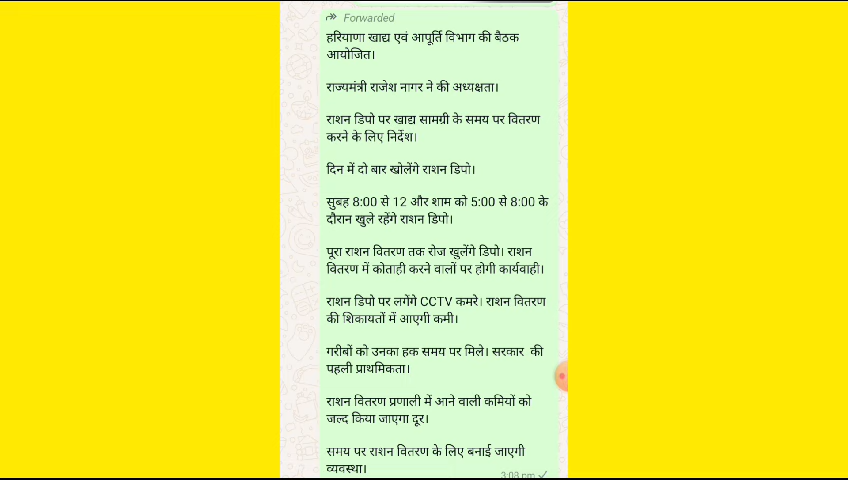 Forwarded
हरियाणा खाद्य एवं आपूर्ति विभाग की बैठक
आयोजित।
राज्यमंत्री राजेश नागर ने की अध्यक्षता।
राशन डिपो पर खाद्य सामग्री के समय पर वितरण
करने के लिए निर्देश।
दिन में दो बार खोलेंगे राशन डिपो।
सुबह 8:00 से 12 और शाम को 5:00 से 8:00 के
दौरान खुले रहेंगे राशन डिपो।
पूरा राशन वितरण तक रोज खुलेंगे डिपो। राशन
वितरण में कोताही करने वालों पर होगी कार्यवाही।
राशन डिपो पर लगेंगे CCTV कमरे। राशन वितरण
की शिकायतों में आएगी कमी।
गरीबों को उनका हक समय पर मिले। सरकार की
पहली प्राथमिकता।
राशन वितरण प्रणाली में आने वाली कमियों को
जल्द किया जाएगा दूर।
समय पर राशन वितरण के लिए बनाई जाएगी
व्यवस्था।
3:03 pm